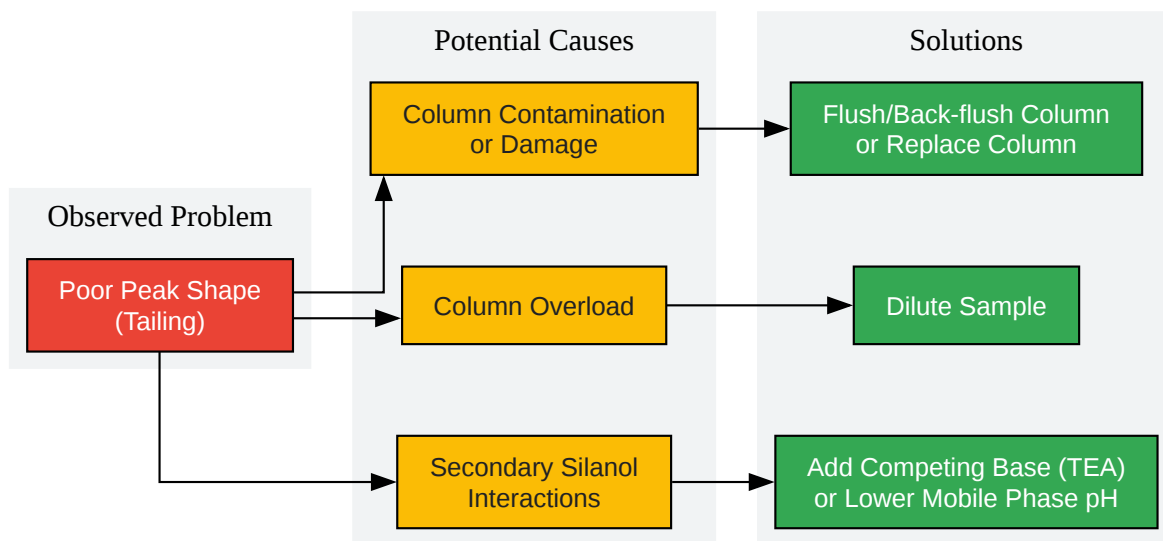 Observed Problem
Poor Peak Shape
(Tailing)
Potential Causes
Column Contamination
or Damage
Column Overload
Secondary Silanol
Interactions
Solutions
Flush/Back-flush Column
or Replace Column
Dilute Sample
Add Competing Base (TEA)
or Lower Mobile Phase pH